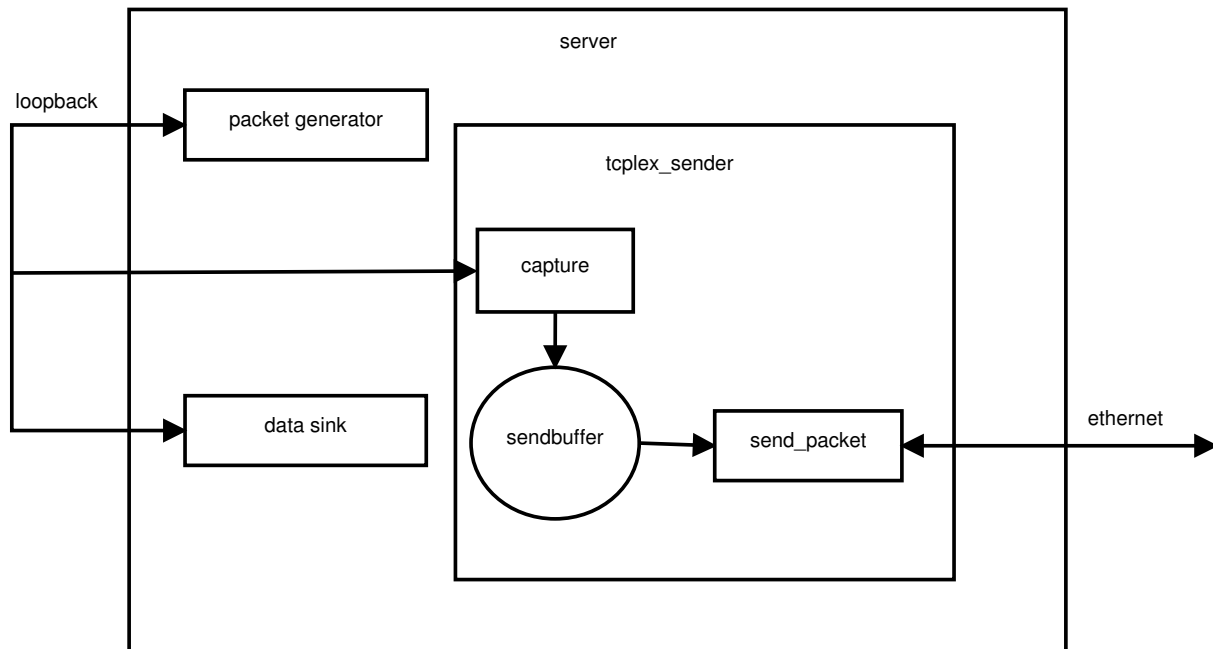 server
loopback
packet generator
tcplex_sender
capture
data sink
sendbuffer
send_packet
ethernet